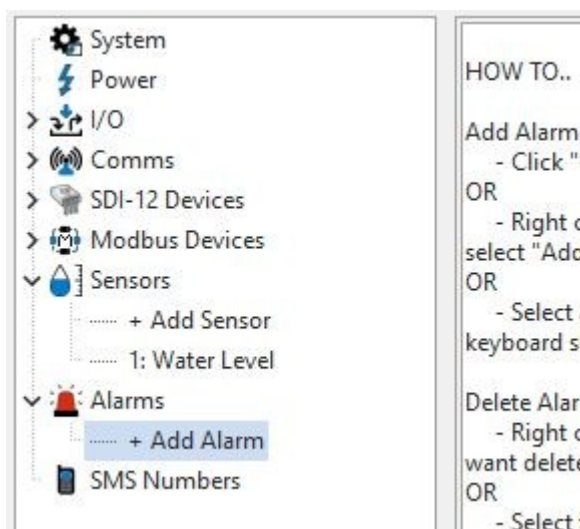 System
Power
I/O
Comms
SDI-12 Devices
Modbus Devices
Sensors
+ Add Sensor
1: Water Level
Alarms
+ Add Alarm
SMS Numbers
HOW TO..
Add Alarm
- Click "
OR
- Right
select "Add
OR
- Select
keyboard
Delete
- Right
want delete
OR
- Select